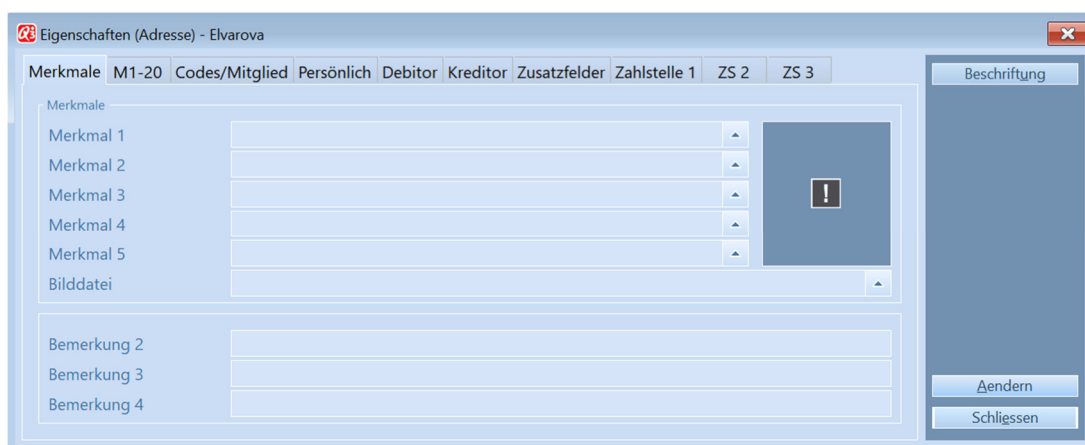 Eigenschaften (Adresse) - Elvarova
Merkmale M1-20 Codes/Mitglied Persönlich Debitor Kreditor Zusatzfelder Zahlstelle 1 ZS 2 ZS 3
Beschriftung
Merkmale
Merkmal 1
Merkmal 2
Merkmal 3
Merkmal 4
Merkmal 5
Bilddatei
Bemerkung 2
Bemerkung 3
Bemerkung 4
Aendern
Schliessen